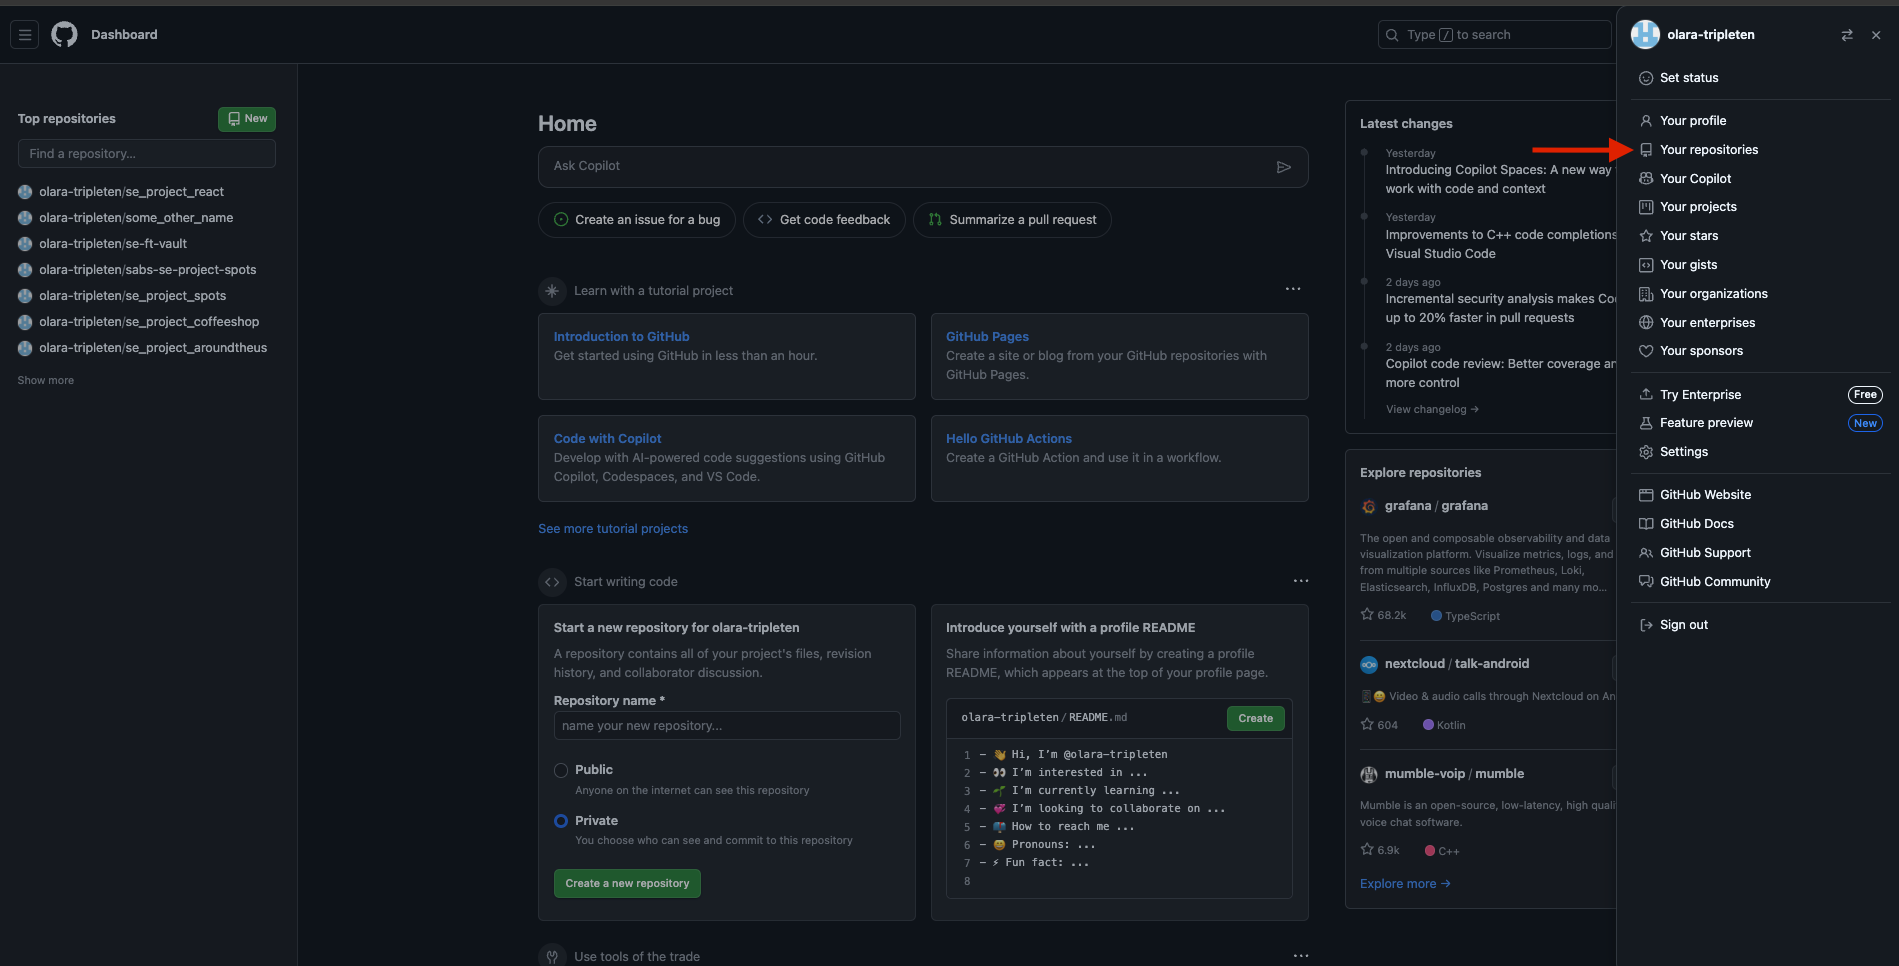 Dashboard
Type / to search
Top repositories
New
Find a repository...
olara-tripleten/se_project_react
olara-tripleten/some_other_name
olara-tripleten/se-ft-vault
olara-tripleten/sabs-se-project-spots
olara-tripleten/se_project_spots
olara-tripleten/se_project_coffeeshop
olara-tripleten/se_project_aroundtheus
Show more
Home
Ask Copilot
Create an issue for a bug
Get code feedback
Summarize a pull request
Learn with a tutorial project
Introduction to GitHub
Get started using GitHub in less than an hour.
GitHub Pages
Create a site or blog from your GitHub repositories with
GitHub Pages.
Code with Copilot
Develop with AI-powered code suggestions using GitHub
Copilot, Codespaces, and VS Code.
Hello GitHub Actions
Create a GitHub Action and use it in a workflow.
See more tutorial projects
Start writing code
Start a new repository for olara-tripleten
A repository contains all of your project's files, revision
history, and collaborator discussion.
Repository name *
name your new repository...
Public
Anyone on the internet can see this repository
Private
You choose who can see and commit to this repository
Create a new repository
Introduce yourself with a profile README
Share information about yourself by creating a profile
README, which appears at the top of your profile page.
olara-tripleten/README.md
Create
1 - 👋 Hi, I'm @olara-tripleten
2 - 👀 I'm interested in ...
3 - 🌱 I'm currently learning ...
4 - 💞️ I'm looking to collaborate on ...
5 - 📫 How to reach me ...
6 - 😄 Pronouns: ...
7 - ⚡ Fun fact: ...
8
Use tools of the trade
Latest changes
Yesterday
Introducing Copilot Spaces: A new way
work with code and context
Yesterday
Improvements to C++ code completions
Visual Studio Code
2 days ago
Incremental security analysis makes Co
up to 20% faster in pull requests
2 days ago
Copilot code review: Better coverage an
more control
View changelog →
Explore repositories
grafana / grafana
The open and composable observability and data
visualization platform. Visualize metrics, logs, and
from multiple sources like Prometheus, Loki,
Elasticsearch, InfluxDB, Postgres and many mo...
68.2k TypeScript
nextcloud / talk-android
📱😄 Video & audio calls through Nextcloud on An
604 Kotlin
mumble-voip / mumble
Mumble is an open-source, low-latency, high quali
voice chat software.
6.9k C++
Explore more →
olara-tripleten
Set status
Your profile
Your repositories
Your Copilot
Your projects
Your stars
Your gists
Your organizations
Your enterprises
Your sponsors
Try Enterprise
Free
Feature preview
New
Settings
GitHub Website
GitHub Docs
GitHub Support
GitHub Community
Sign out